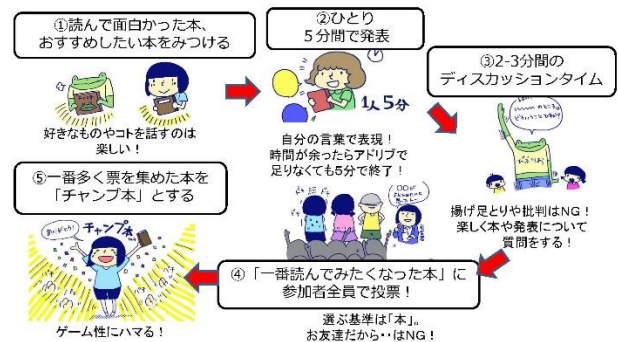 ①読んで面白かった本、
おすすめしたい本をみつける
好きなものやコトを話すのは
楽しい！
②ひとり
５分間で発表
1人5分
自分の言葉で表現！
時間が余ったらアドリブで
足りなくても5分で終了！
③2-3分間の
ディスカッションタイム
揚げ足とりや批判はNG！
楽しく本や発表について
質問をする！
④「一番読んでみたくなった本」に
参加者全員で投票！
選ぶ基準は「本」。
お友達だから・・はNG！
⑤一番多く票を集めた本を
「チャンプ本」とする
ありがとう！
チャンプ本
ゲーム性にハマる！